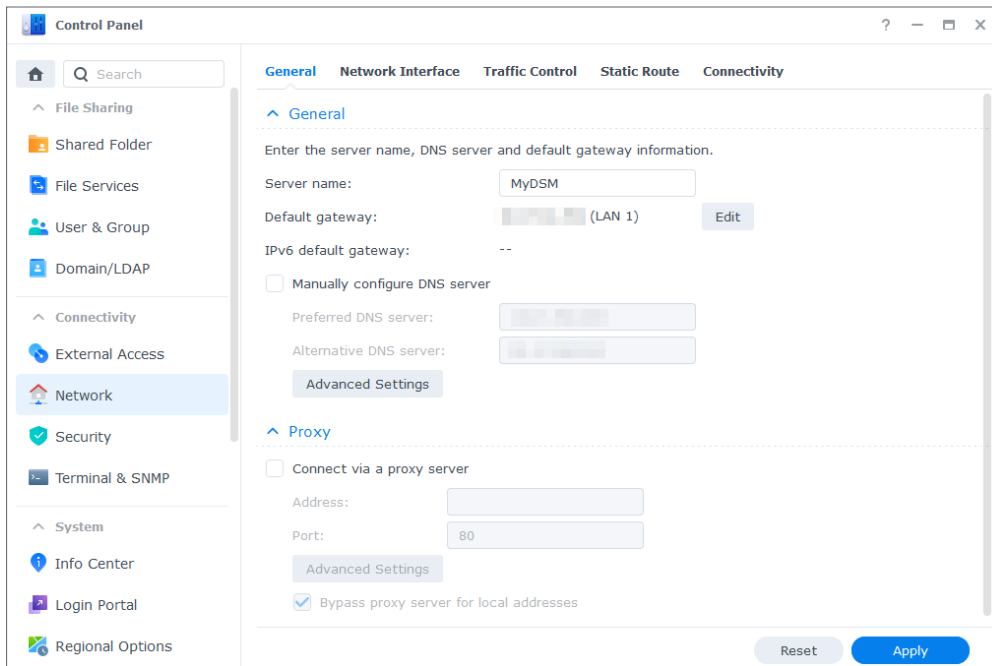 Control Panel
?
Search
File Sharing
Shared Folder
File Services
User & Group
Domain/LDAP
Connectivity
External Access
Network
Security
Terminal & SNMP
System
Info Center
Login Portal
Regional Options
General Network Interface Traffic Control Static Route Connectivity
General
Enter the server name, DNS server and default gateway information.
Server name: MyDSM
Default gateway: (LAN 1) Edit
IPv6 default gateway: --
Manually configure DNS server
Preferred DNS server:
Alternative DNS server:
Advanced Settings
Proxy
Connect via a proxy server
Address:
Port: 80
Advanced Settings
Bypass proxy server for local addresses
Reset Apply